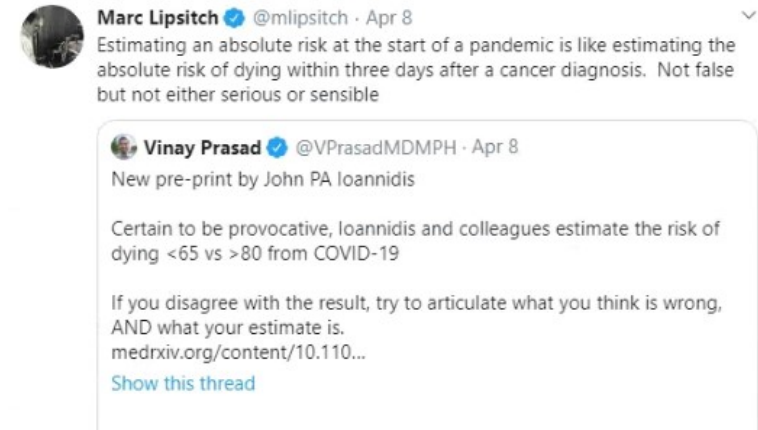 Marc Lipsitch @mlipsitch · Apr 8
Estimating an absolute risk at the start of a pandemic is like estimating the
absolute risk of dying within three days after a cancer diagnosis. Not false
but not either serious or sensible
Vinay Prasad @VPrasadMDMPH · Apr 8
New pre-print by John PA Ioannidis
Certain to be provocative, Ioannidis and colleagues estimate the risk of
dying <65 vs >80 from COVID-19
If you disagree with the result, try to articulate what you think is wrong,
AND what your estimate is.
medrxiv.org/content/10.110...
Show this thread